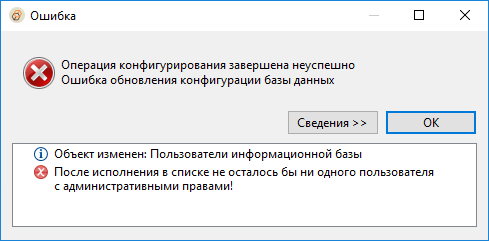 Ошибка
Операция конфигурирования завершена неуспешно
Ошибка обновления конфигурации базы данных
Сведения >>
OK
Объект изменен: Пользователи информационной базы
После исполнения в списке не осталось бы ни одного пользователя
с административными правами!